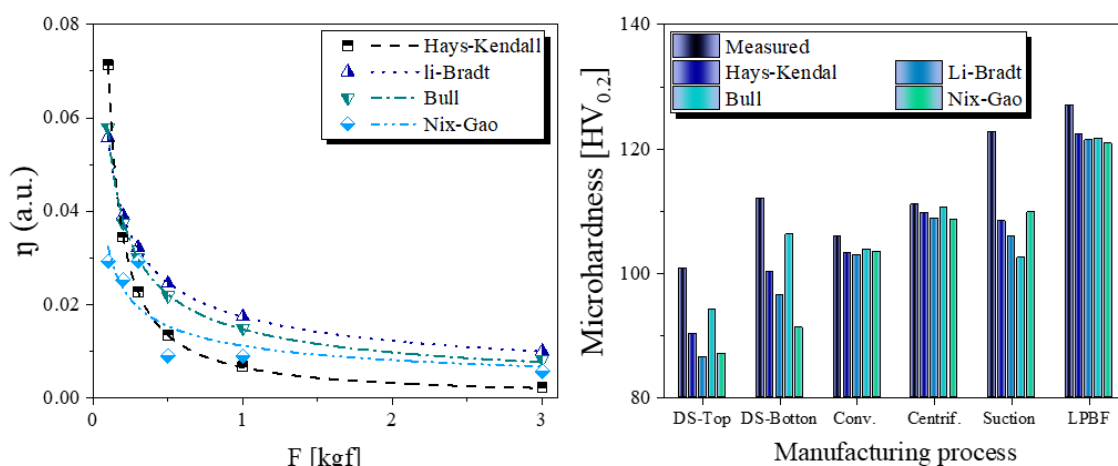 0.08
0.06
0.04
0.02
0.00
0
1
2
3
ŋ (a.u.)
F [kgf]
Hays-Kendall
li-Bradt
Bull
Nix-Gao
140
120
100
80
Microhardness [HV0.2]
Measured
Hays-Kendal
Li-Bradt
Bull
Nix-Gao
DS-Top
DS-Botton
Conv.
Centrif.
Suction
LPBF
Manufacturing process